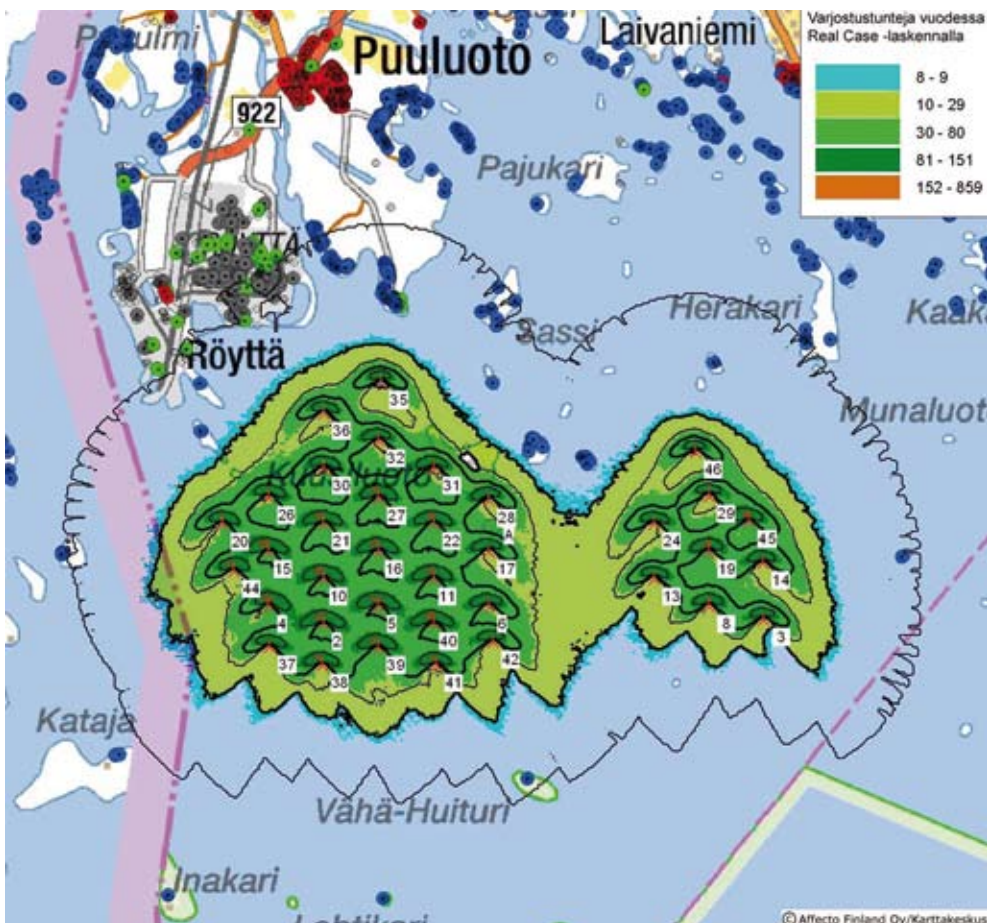 Varjostustunteja vuodessa
Real Case -laskennalla
8 - 9
10 - 29
30 - 80
81 - 151
152 - 859
Laivaniemi
Puuluoto
922
Pajukari
Röyttä
Sassi
Herakari
Munaluoto
35
36
32
46
30
31
26
27
28
29
A
20
21
22
24
45
15
16
17
19
14
44
10
11
13
4
2
5
40
6
8
3
37
38
39
41
42
Kataja
Vähä-Huituri
Inakari
© Affecto Finland Oy/Karttakeskus